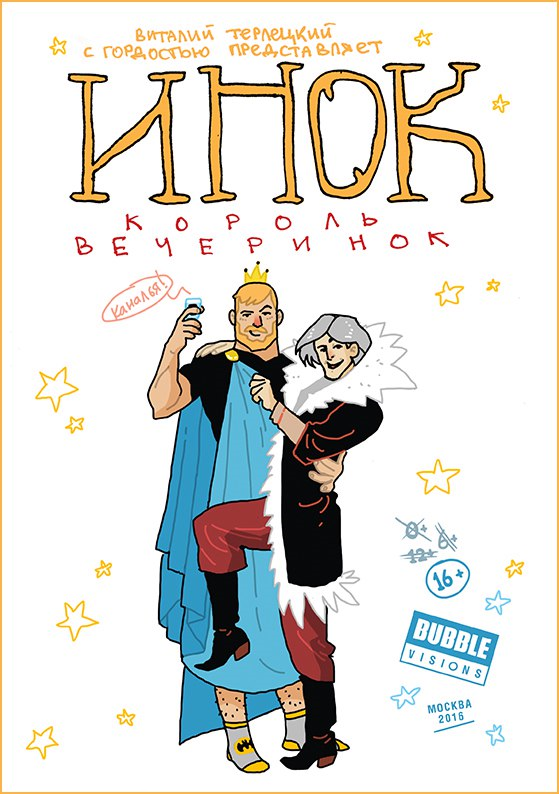 ВИТАЛИЙ ТЕРЛЕЦКИЙ
С ГОРДОСТЬЮ ПРЕДСТАВЛЯЕТ
ИНОК
КОРОЛЬ
ВЕЧЕРИНОК
КАНАЛЬЯ!
0+ 6+
12+
16+
BUBBLE
VISIONS
МОСКВА
2016